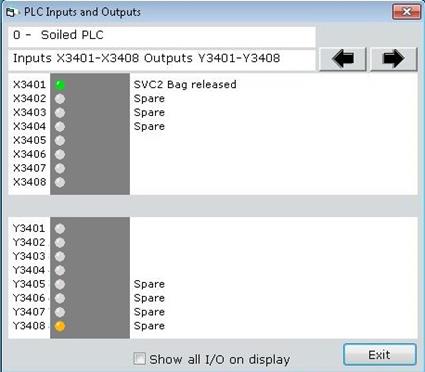 PLC Inputs and Outputs
0 - Soiled PLC
Inputs X3401-X3408 Outputs Y3401-Y3408
X3401 SVC2 Bag released
X3402 Spare
X3403 Spare
X3404 Spare
X3405
X3406
X3407
X3408
Y3401
Y3402
Y3403
Y3404
Y3405 Spare
Y3406 Spare
Y3407 Spare
Y3408 Spare
Show all I/O on display
Exit